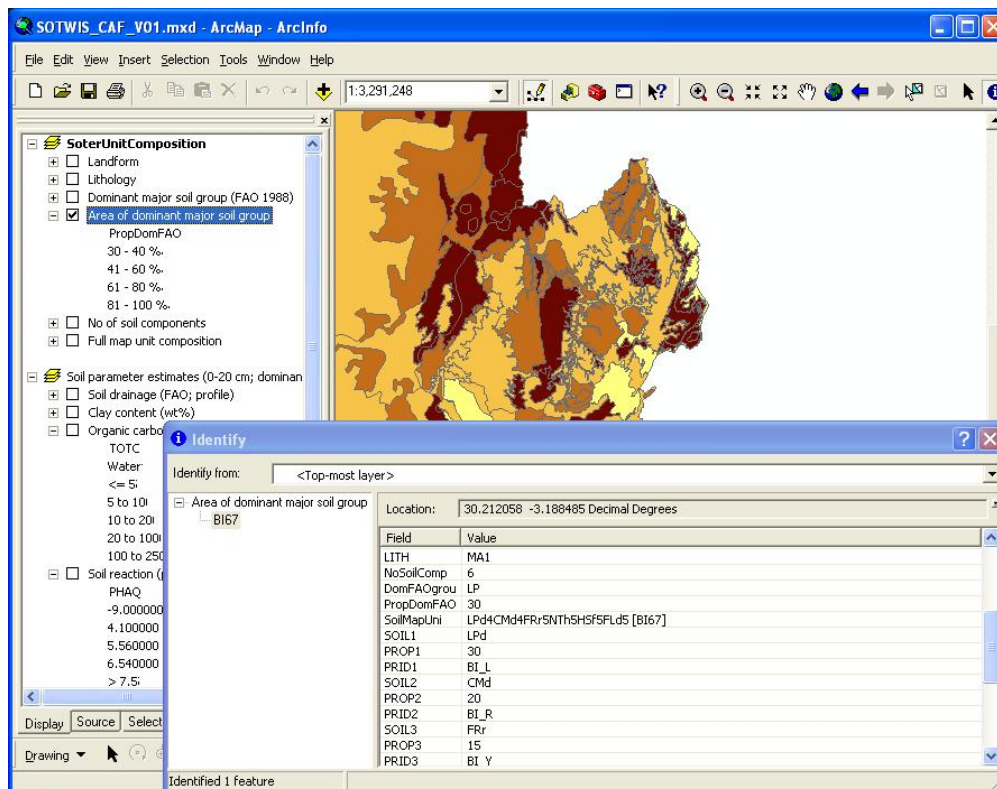 SOTWIS_CAF_V01.mxd - ArcMap - ArcInfo
File Edit View Insert Selection Tools Window Help
1:3,291,248
SoterUnitComposition
Landform
Lithology
Dominant major soil group (FAO 1988)
Area of dominant major soil group
PropDomFAO
30 - 40 %
41 - 60 %
61 - 80 %
81 - 100 %
No of soil components
Full map unit composition
Soil parameter estimates (0-20 cm; dominan
Soil drainage (FAO; profile)
Clay content (wt%)
Organic carbo
TOTC
Water
<= 5
5 to 10
10 to 20
20 to 100
100 to 250
Soil reaction (
PHAQ
-9.000000
4.100000
5.560000
6.540000
> 7.5
Display Source Select
Drawing
Identify
Identify from: <Top-most layer>
Area of dominant major soil group
BI67
Location: 30.212058 -3.188485 Decimal Degrees
Field Value
LITH MA1
NoSoilComp 6
DomFAOgrou LP
PropDomFAO 30
SoilMapUni LPd4CMd4FRr5NTh5HSf5FLd5 [BI67]
SOIL1 LPd
PROP1 30
PRID1 BI_L
SOIL2 CMd
PROP2 20
PRID2 BI_R
SOIL3 FRr
PROP3 15
PRID3 BI_Y
Identified 1 feature